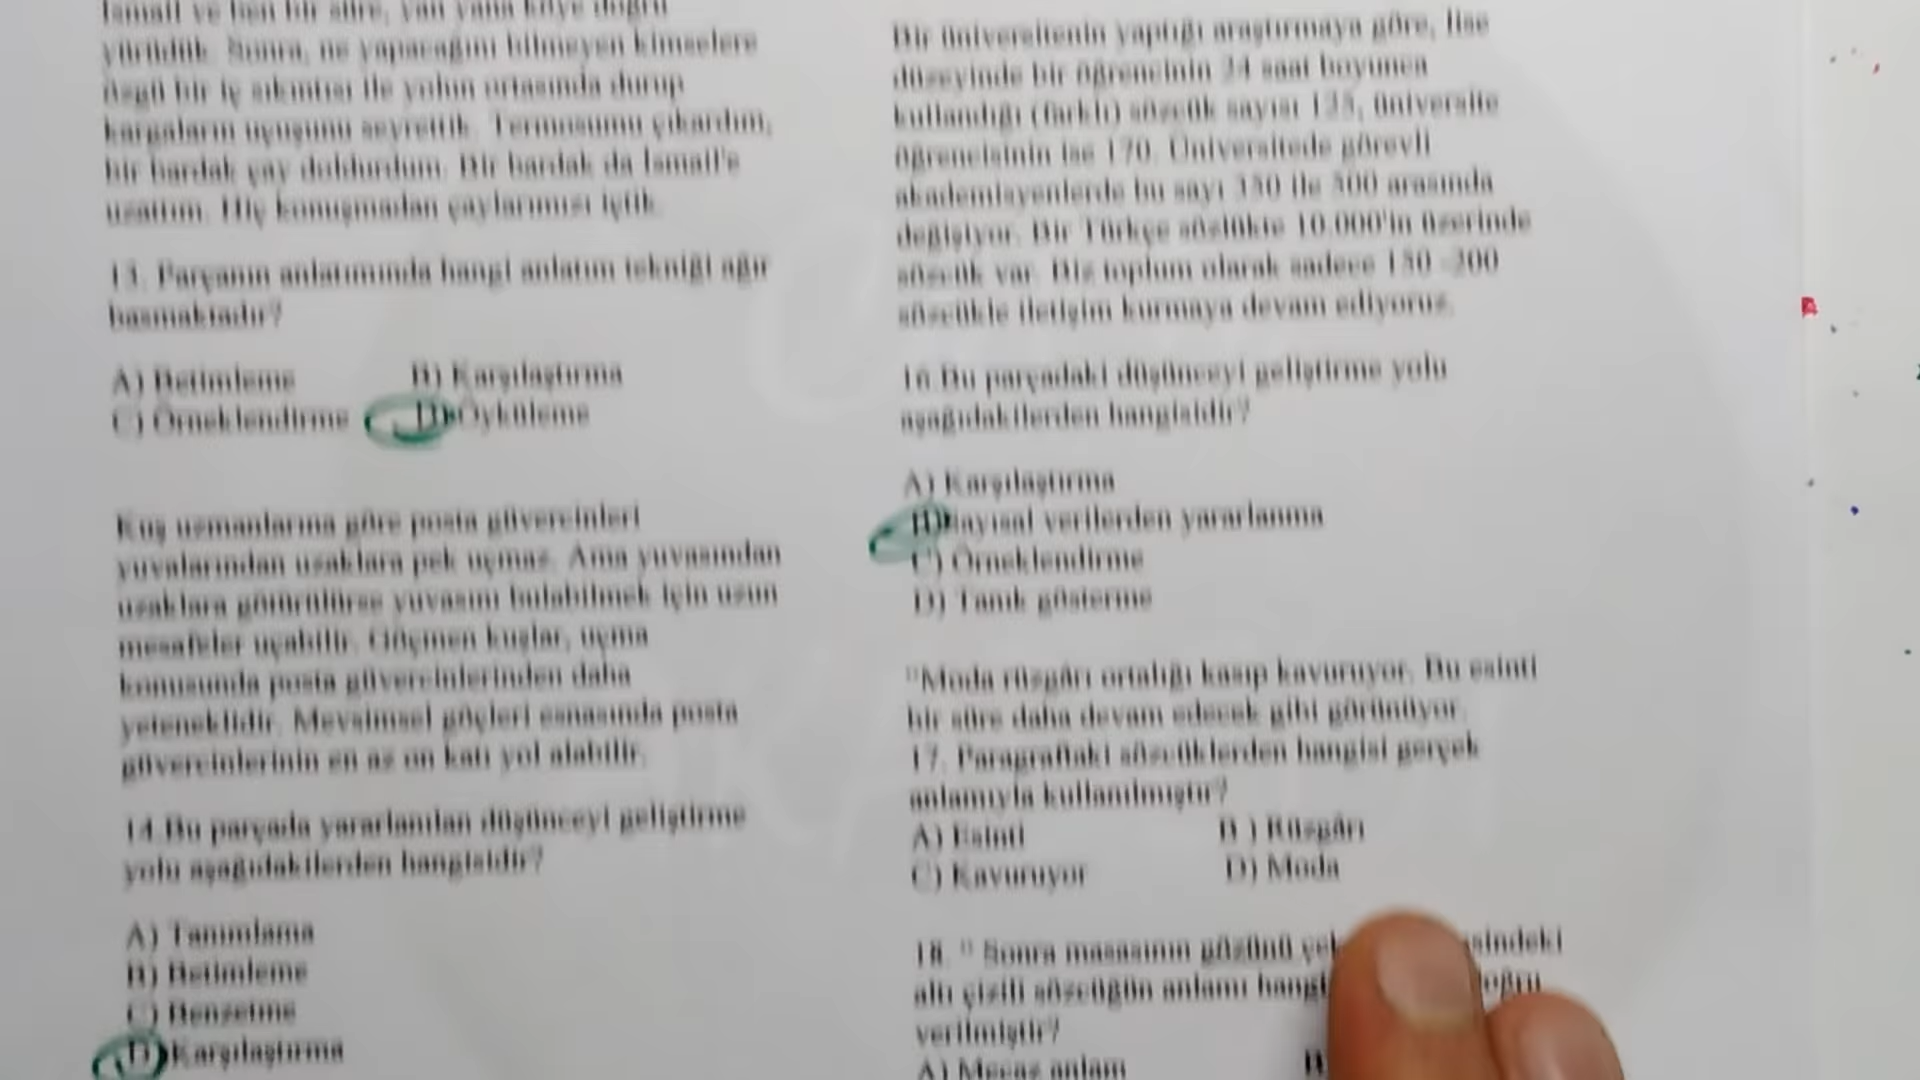 İsmail ve ben bir süre, yan yana köye doğru
yürüdük. Sonra, ne yapacağını bilmeyen kimselere
özgü bir iç sıkıntısı ile yolun ortasında durup
kargaların uçuşunu seyrettik. Termosumu çıkardım,
bir bardak çay doldurdum. Bir bardak da İsmail'e
uzattım. Hiç konuşmadan çaylarımızı içtik.
13. Parçanın anlatımında hangi anlatım tekniği ağır
basmaktadır?
A) Betimleme B) Karşılaştırma
C) Örneklendirme D) Öyküleme
Kuş uzmanlarına göre posta güvercinleri
yuvalarından uzaklara pek uçmaz. Ama yuvasından
uzaklara götürülürse yuvasını bulabilmek için uzun
mesafeler uçabilir. Göçmen kuşlar, uçma
konusunda posta güvercinlerinden daha
yeteneklidir. Mevsimsel göçleri esnasında posta
güvercinlerinin en az on katı yol alabilir.
14.Bu parçada yararlanılan düşünceyi geliştirme
yolu aşağıdakilerden hangisidir?
A) Tanımlama
B) Betimleme
C) Benzetme
D) Karşılaştırma
Bir üniversitenin yaptığı araştırmaya göre, lise
düzeyinde bir öğrencinin 24 saat boyunca
kullandığı (farklı) sözcük sayısı 125, üniversite
öğrencisinin ise 170. Üniversitede görevli
akademisyenlerde bu sayı 350 ile 500 arasında
değişiyor. Bir Türkçe sözlükte 10.000'in üzerinde
sözcük var. Biz toplum olarak sadece 150 -200
sözcükle iletişim kurmaya devam ediyoruz.
16.Bu parçadaki düşünceyi geliştirme yolu
aşağıdakilerden hangisidir?
A) Karşılaştırma
B) Sayısal verilerden yararlanma
C) Örneklendirme
D) Tanık gösterme
"Moda rüzgârı ortalığı kasıp kavuruyor. Bu esinti
bir süre daha devam edecek gibi görünüyor.
17. Paragraftaki sözcüklerden hangisi gerçek
anlamıyla kullanılmıştır?
A) Esinti B ) Rüzgârı
C) Kavuruyor D) Moda
18. " Sonra masasının gözünü
altı çizili sözcüğün anlamı
verilmiştir?
A) Mecaz anlam B